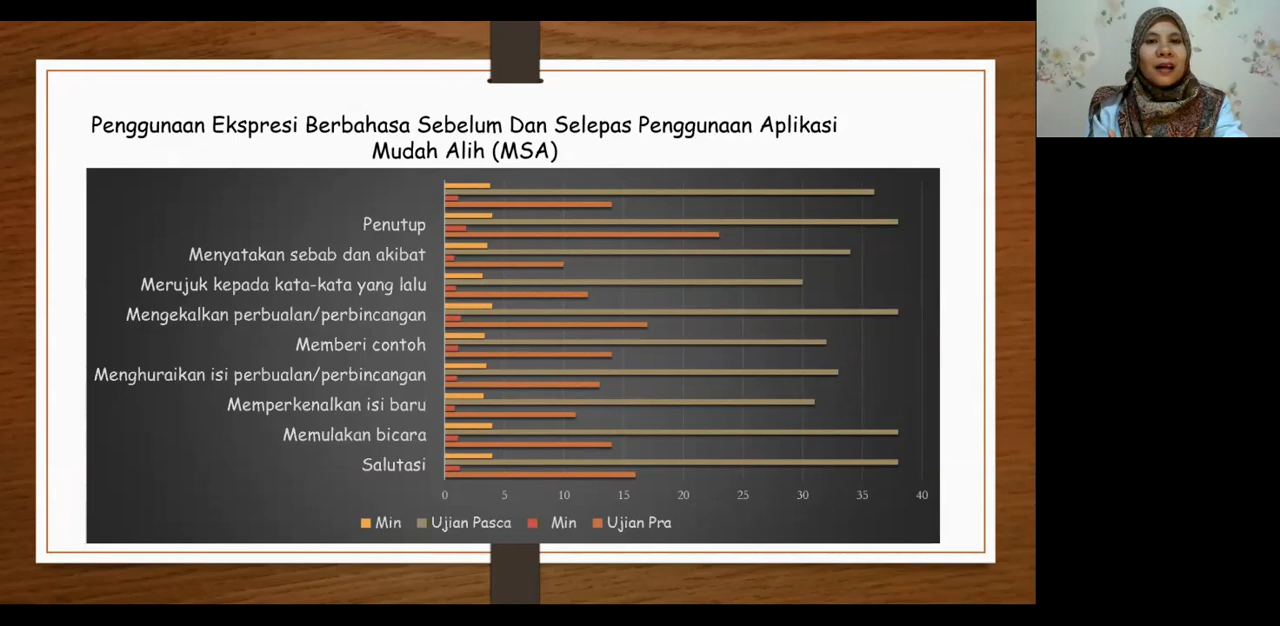 Penggunaan Ekspresi Berbahasa Sebelum Dan Selepas Penggunaan Aplikasi
Mudah Alih (MSA)
Penutup
Menyatakan sebab dan akibat
Merujuk kepada kata-kata yang lalu
Mengekalkan perbualan/perbincangan
Memberi contoh
Menghuraikan isi perbualan/perbincangan
Memperkenalkan isi baru
Memulakan bicara
Salutasi
0 5 10 15 20 25 30 35 40
Min Ujian Pasca Min Ujian Pra